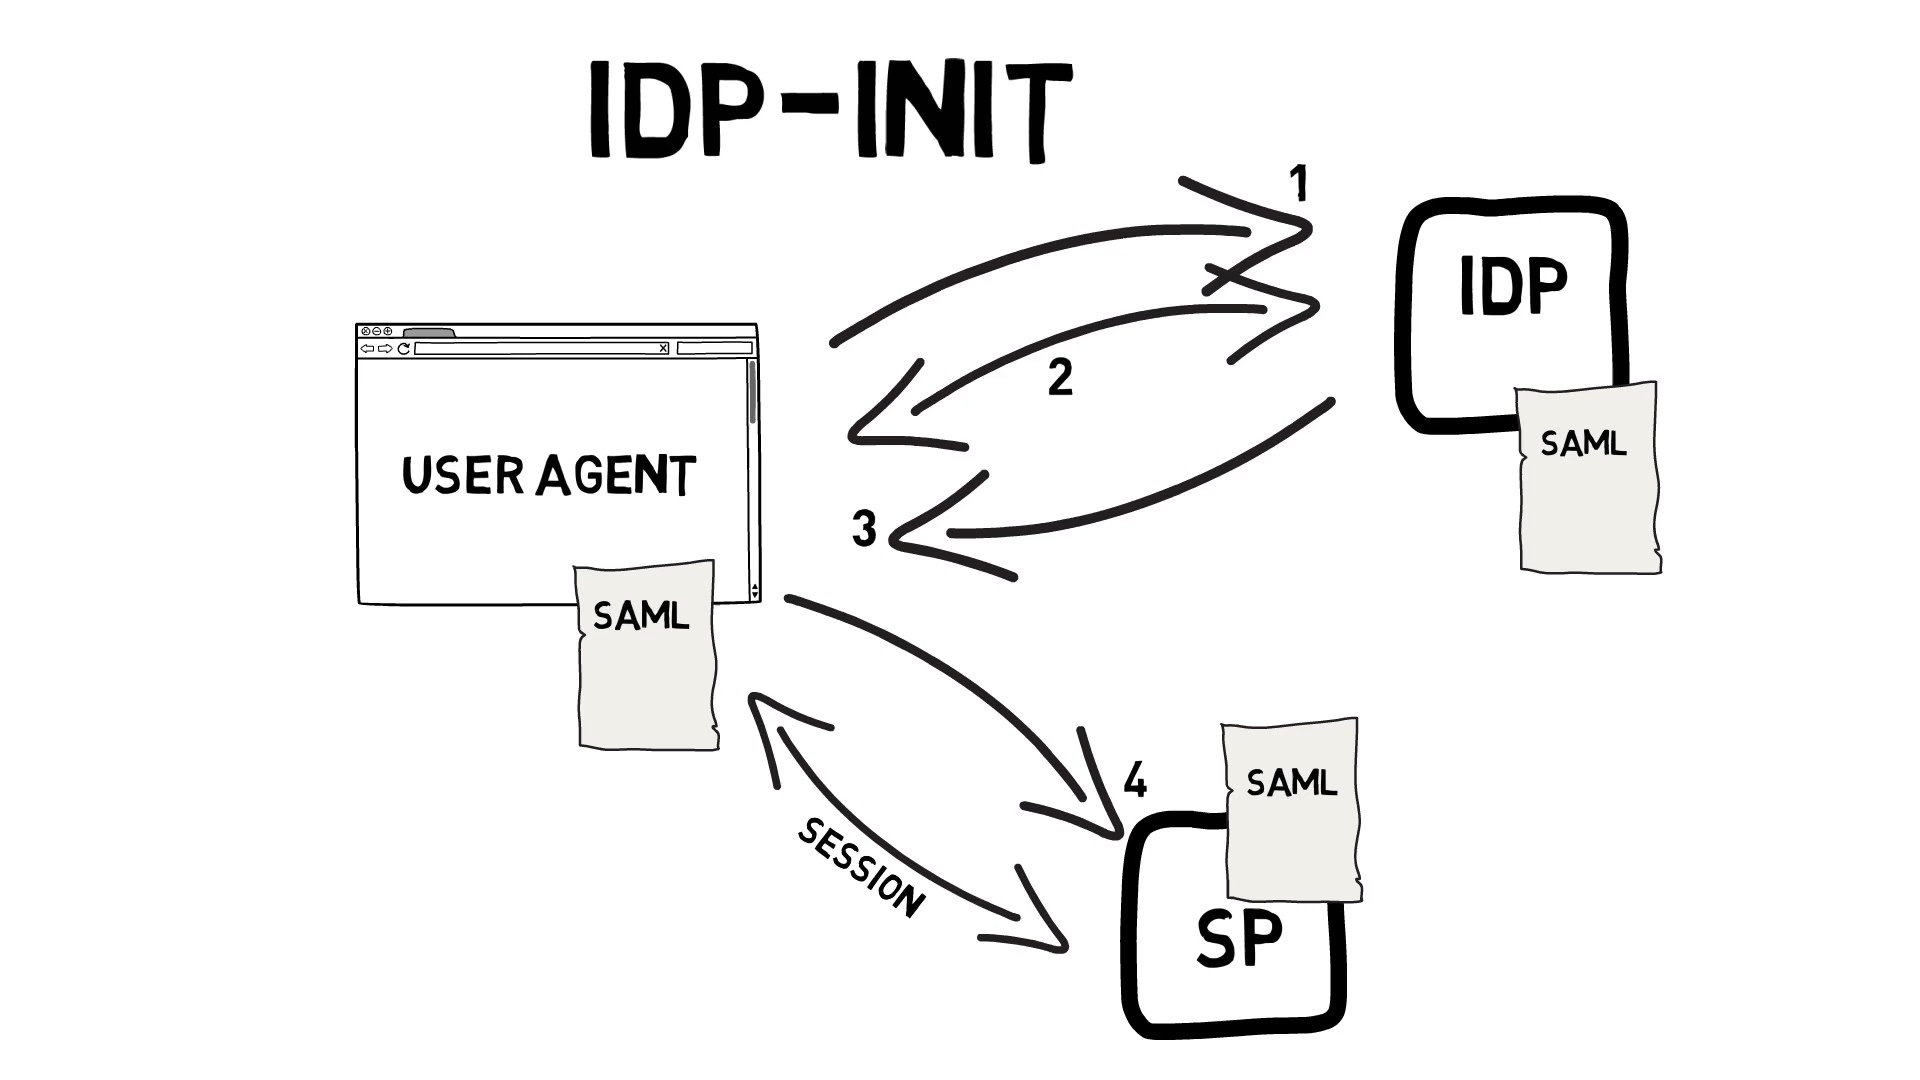 IDP-INIT
1
IDP
2
SAML
USER AGENT
3
SAML
4
SAML
SESSION
SP